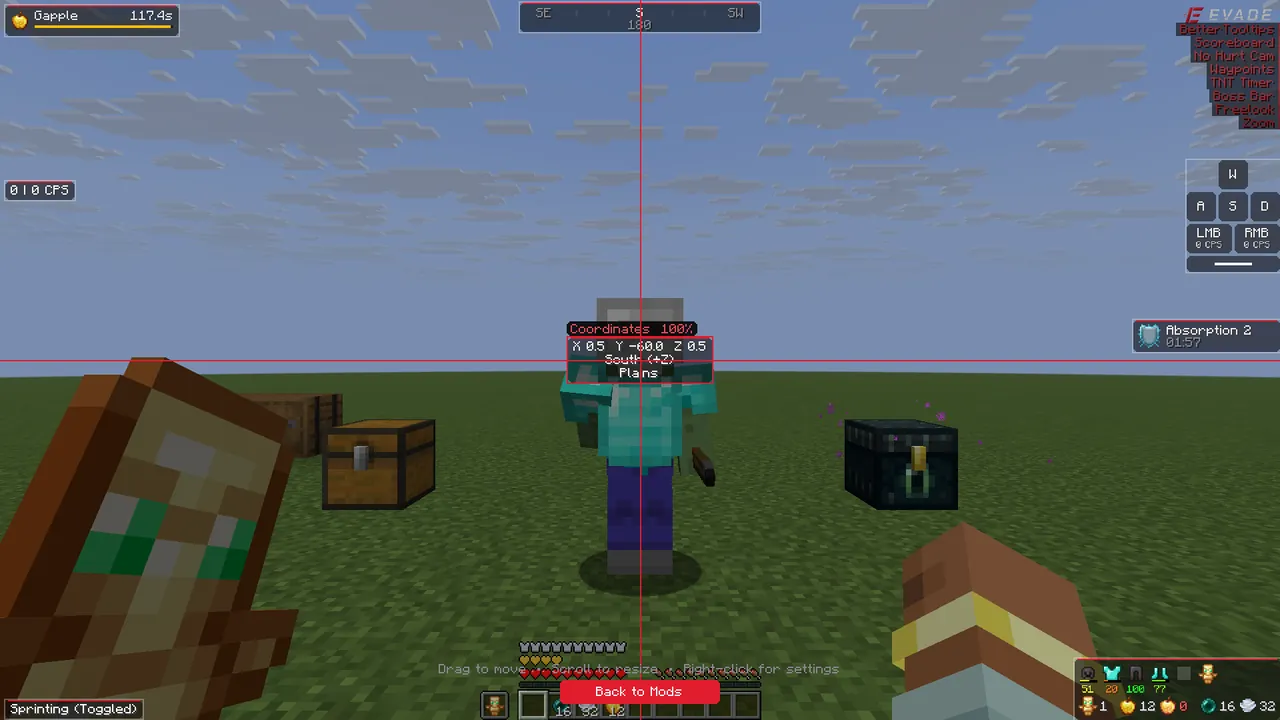 Gapple 117.4s
SE S SW
180
EVADE
Better Tooltips
Scoreboard
No Hurt Cam
Waypoints
TNT Timer
Boss Bar
Freelook
Zoom
0 | 0 CPS
W
A S D
LMB RMB
0 CPS 0 CPS
Absorption 2
01:57
Coordinates 100%
X 0.5 Y -60.0 Z 0.5
South (+Z)
Plains
Drag to move · Scroll to resize · Right-click for settings
Back to Mods
16 32 12
Sprinting (Toggled)
51 20 100 77
1 12 0 16 32